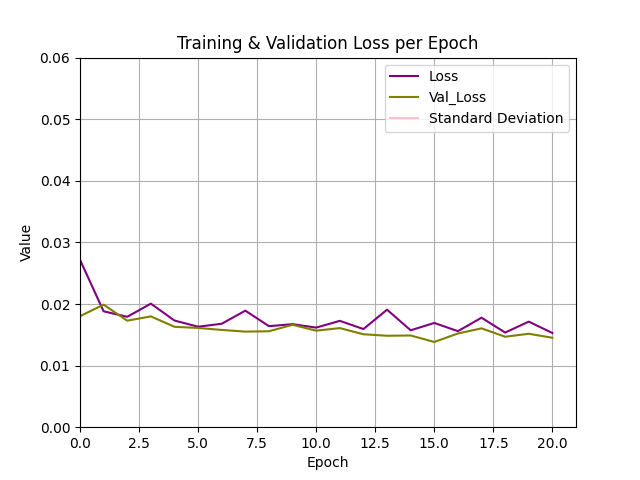 Training & Validation Loss per Epoch
Loss
Val_Loss
Standard Deviation
0.06
0.05
0.04
0.03
0.02
0.01
0.00
Value
0.0 2.5 5.0 7.5 10.0 12.5 15.0 17.5 20.0
Epoch